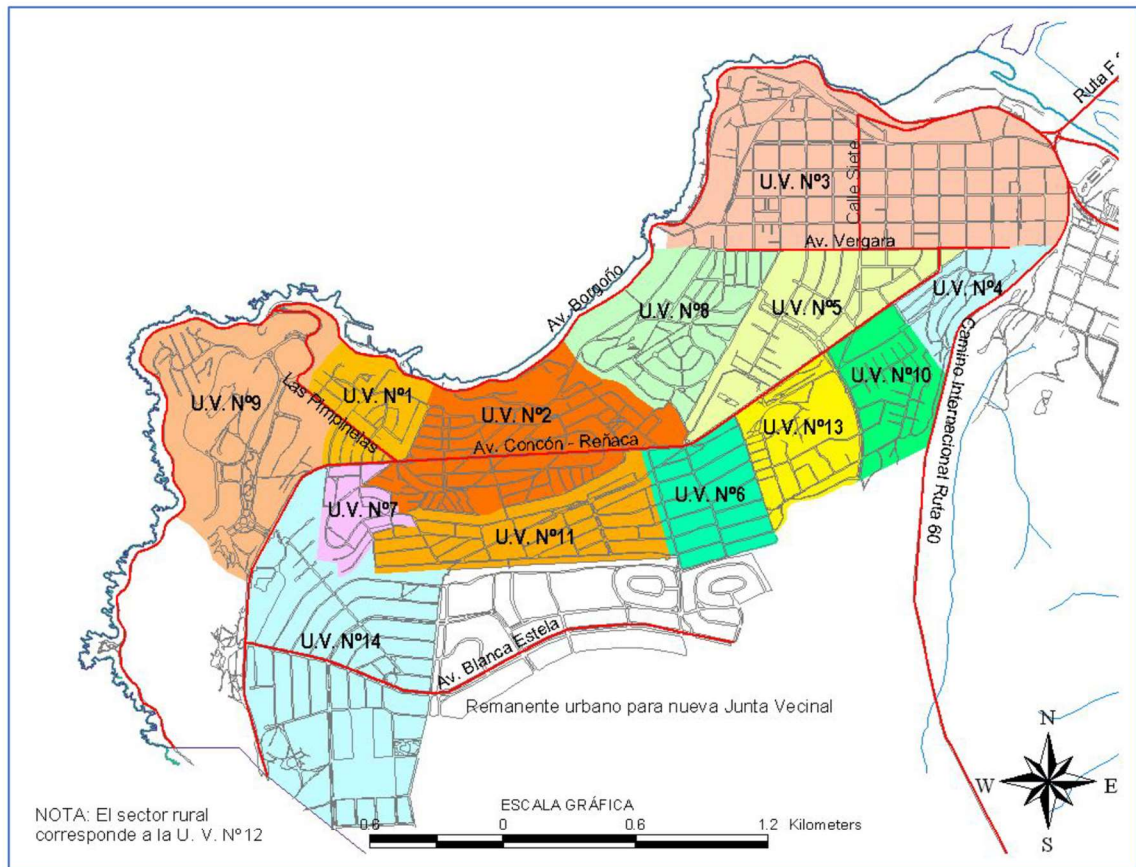 Ruta F
U.V. Nº3
Calle Siete
Av. Vergara
Av. Borgoño
U.V. Nº8
U.V. Nº5
U.V. Nº4
Camino Internacional Ruta 60
U.V. Nº10
U.V. Nº9
Las Pimpinelas
U.V. Nº1
U.V. Nº2
U.V. Nº13
Av. Concón - Reñaca
U.V. Nº7
U.V. Nº6
U.V. Nº11
U.V. Nº14
Av. Blanca Estela
Remanente urbano para nueva Junta Vecinal
N
W
E
S
NOTA: El sector rural
corresponde a la U. V. Nº12
ESCALA GRÁFICA
0.6 0 0.6 1.2 Kilometers